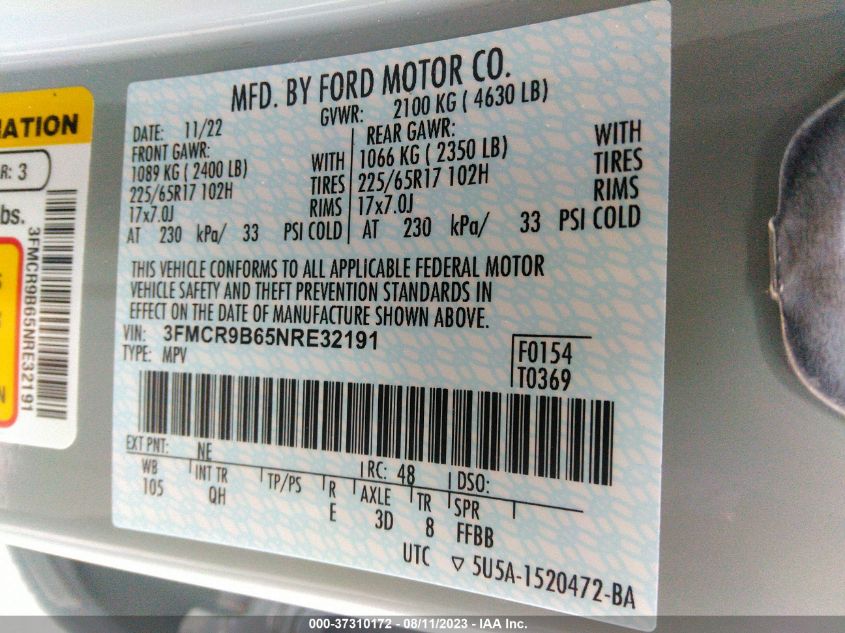 MATION
R: 3
bs.
3FMCR9B65NRE32191
MFD. BY FORD MOTOR CO.
DATE: 11/22 GVWR: 2100 KG ( 4630 LB)
FRONT GAWR: REAR GAWR:
1089 KG ( 2400 LB) WITH 1066 KG ( 2350 LB) WITH
225/65R17 102H TIRES 225/65R17 102H TIRES
17x7.0J RIMS 17x7.0J RIMS
AT 230 kPa/ 33 PSI COLD AT 230 kPa/ 33 PSI COLD
THIS VEHICLE CONFORMS TO ALL APPLICABLE FEDERAL MOTOR
VEHICLE SAFETY AND THEFT PREVENTION STANDARDS IN
EFFECT ON THE DATE OF MANUFACTURE SHOWN ABOVE.
VIN: 3FMCR9B65NRE32191
TYPE: MPV
F0154
T0369
EXT PNT: NE RC: 48 DSO:
WB INT TR TP/PS R AXLE TR SPR
105 QH E 3D 8 FFBB
UTC ▽ 5U5A-1520472-BA
000-37310172 - 08/11/2023 - IAA Inc.